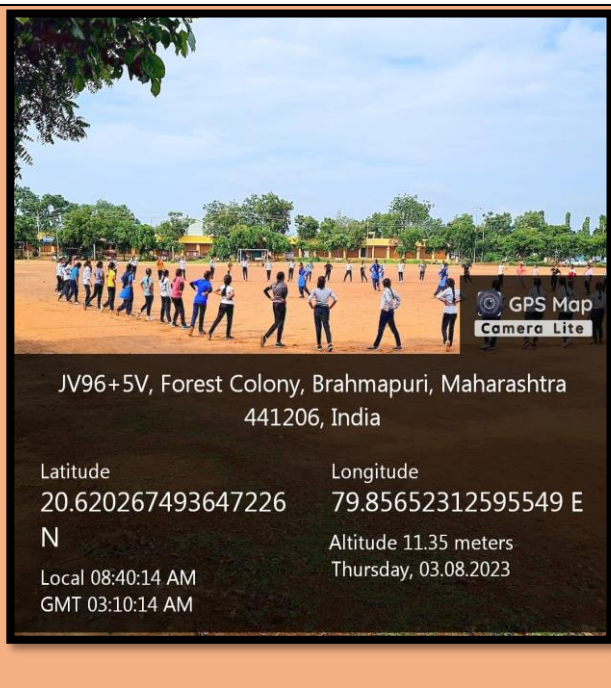 GPS Map
Camera Lite
JV96+5V, Forest Colony, Brahmapuri, Maharashtra
441206, India
Latitude
20.620267493647226
N
Local 08:40:14 AM
GMT 03:10:14 AM
Longitude
79.85652312595549 E
Altitude 11.35 meters
Thursday, 03.08.2023